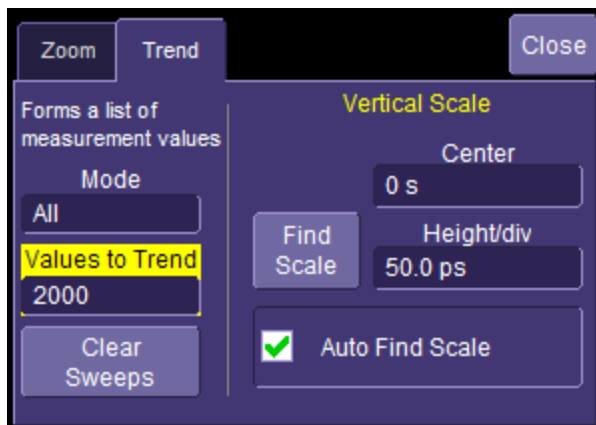 Zoom
Trend
Close
Forms a list of
measurement values
Mode
All
Values to Trend
2000
Clear
Sweeps
Vertical Scale
Center
0 s
Find
Scale
Height/div
50.0 ps
Auto Find Scale